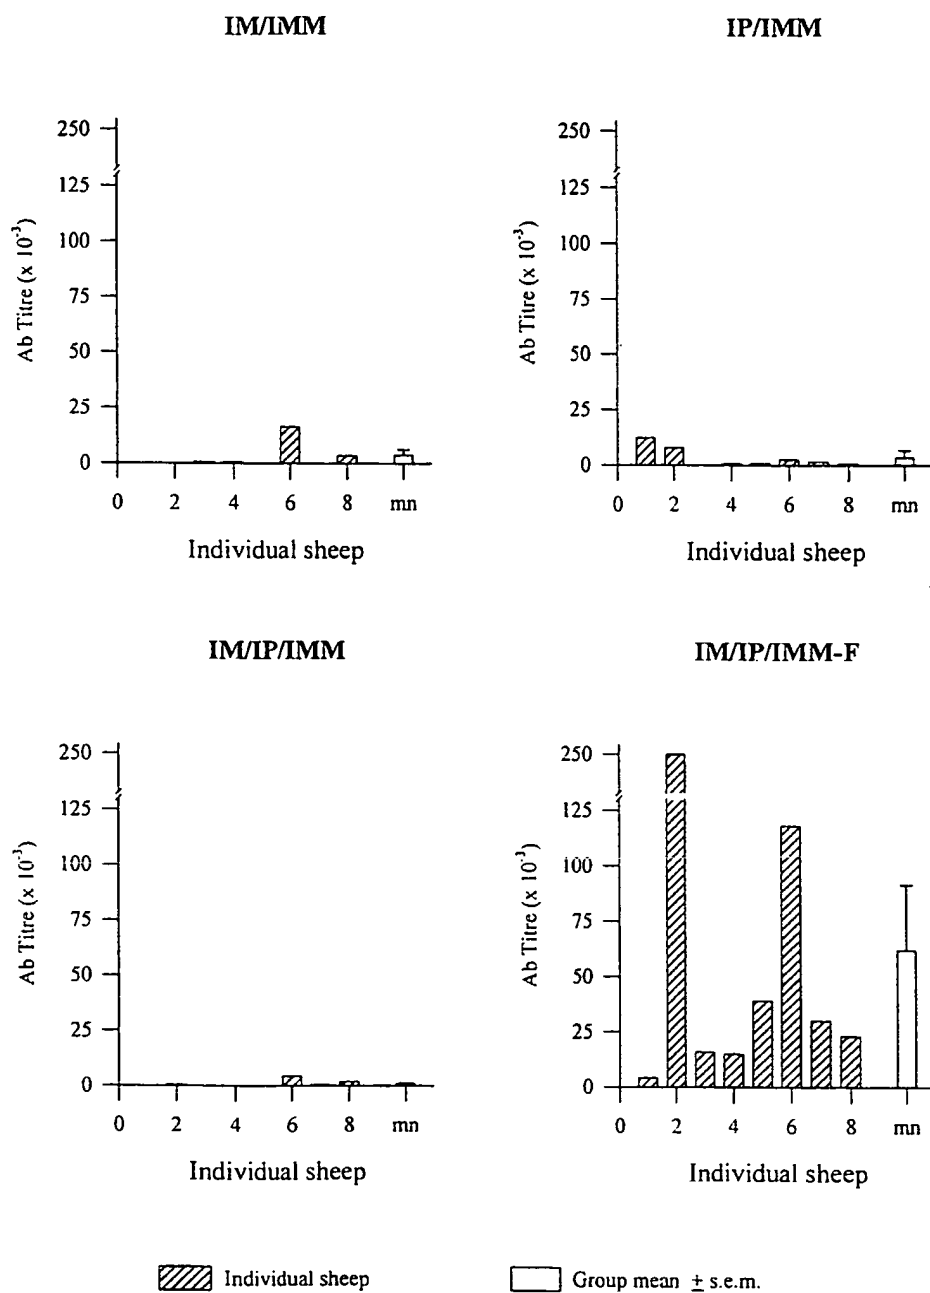 IM/IMM
250
125
100
75
50
25
0
Ab Titre (x 10⁻³)
0 2 4 6 8 mn
Individual sheep
IP/IMM
250
125
100
75
50
25
0
Ab Titre (x 10⁻³)
0 2 4 6 8 mn
Individual sheep
IM/IP/IMM
250
125
100
75
50
25
0
Ab Titre (x 10⁻³)
0 2 4 6 8 mn
Individual sheep
IM/IP/IMM-F
250
125
100
75
50
25
0
Ab Titre (x 10⁻³)
0 2 4 6 8 mn
Individual sheep
Individual sheep
Group mean ± s.e.m.